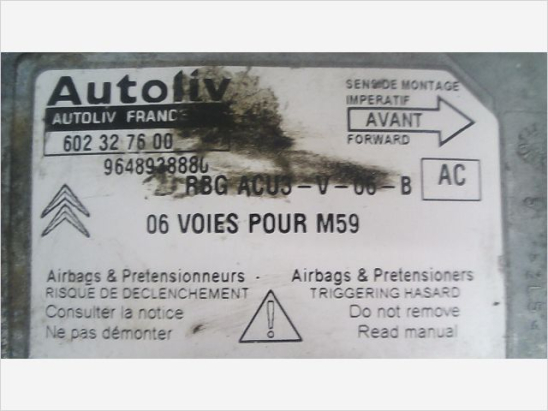 Autoliv
AUTOLIV FRANCE
602 32 76 00
SENS DE MONTAGE
IMPERATIF
AVANT
FORWARD
RBG ACU3-V-06-B
AC
06 VOIES POUR M59
Airbags & Pretensionneurs
RISQUE DE DECLENCHEMENT
Consulter la notice
Ne pas démonter
Airbags & Pretensioners
TRIGGERING HASARD
Do not remove
Read manual